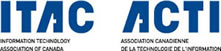 ITAC
INFORMATION TECHNOLOGY
ASSOCIATION OF CANADA
ACTI
ASSOCIATION CANADIENNE
DE LA TECHNOLOGIE DE L'INFORMATION